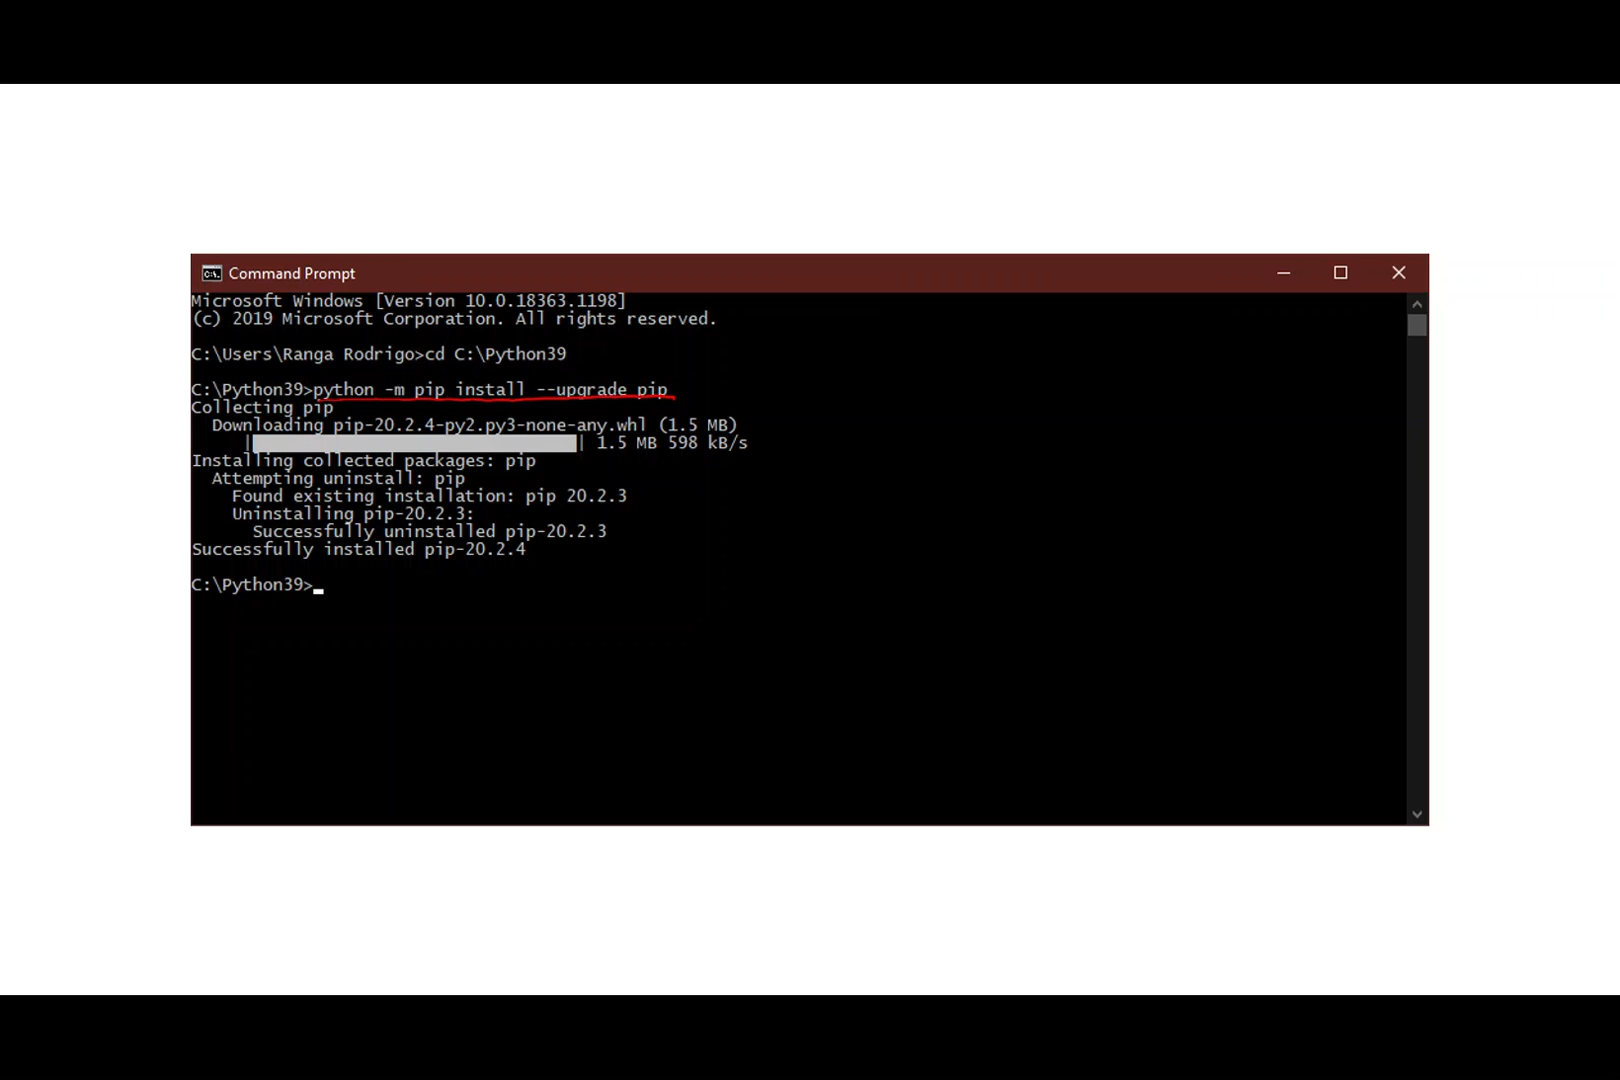 Command Prompt
Microsoft Windows [Version 10.0.18363.1198]
(c) 2019 Microsoft Corporation. All rights reserved.
C:\Users\Ranga Rodrigo>cd C:\Python39
C:\Python39>python -m pip install --upgrade pip
Collecting pip
Downloading pip-20.2.4-py2.py3-none-any.whl (1.5 MB)
| | 1.5 MB 598 kB/s
Installing collected packages: pip
Attempting uninstall: pip
Found existing installation: pip 20.2.3
Uninstalling pip-20.2.3:
Successfully uninstalled pip-20.2.3
Successfully installed pip-20.2.4
C:\Python39>